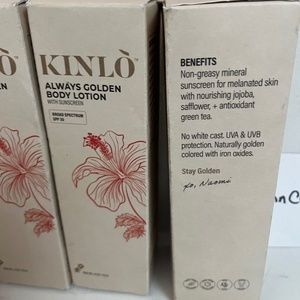 LÒ
KINLÒ™
ALWAYS GOLDEN
BODY LOTION
WITH SUNSCREEN
BROAD SPECTRUM
SPF 30
BENEFITS
Non-greasy mineral
sunscreen for melanated skin
with nourishing jojoba,
safflower, + antioxidant
green tea.
No white cast. UVA & UVB
protection. Naturally golden
colored with iron oxides.
Stay Golden
xo, Naomi